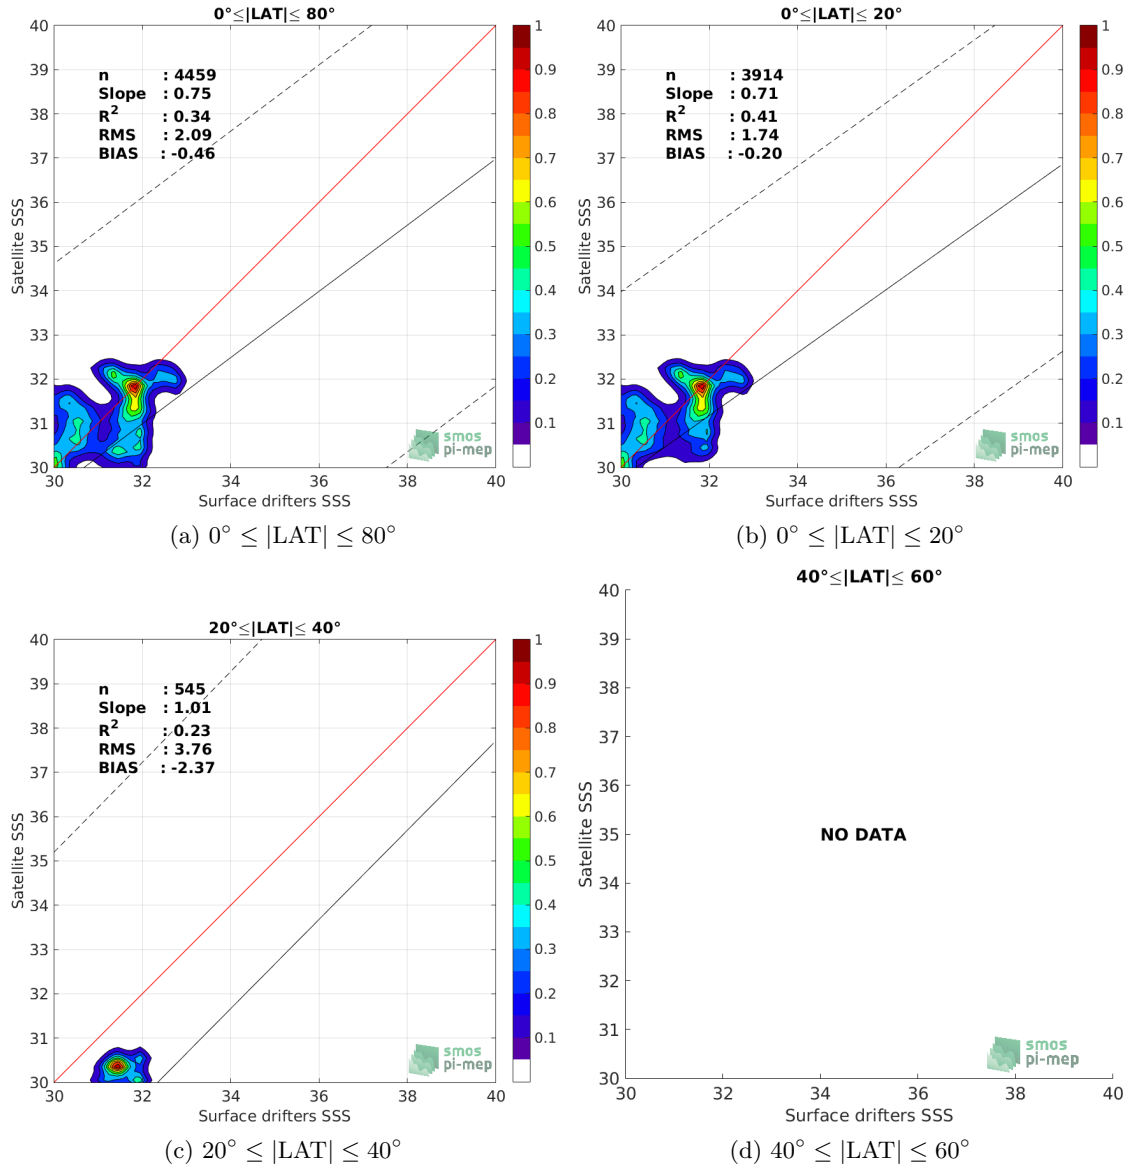 0°≤|LAT|≤ 80°
40
39
38
37
36
35
34
33
32
31
30
Satellite SSS
n : 4459
Slope : 0.75
R² : 0.34
RMS : 2.09
BIAS : -0.46
smos
pi-mep
30 32 34 36 38 40
Surface drifters SSS
1
0.9
0.8
0.7
0.6
0.5
0.4
0.3
0.2
0.1
(a) 0° ≤ |LAT| ≤ 80°
0°≤|LAT|≤ 20°
40
39
38
37
36
35
34
33
32
31
30
Satellite SSS
n : 3914
Slope : 0.71
R² : 0.41
RMS : 1.74
BIAS : -0.20
smos
pi-mep
30 32 34 36 38 40
Surface drifters SSS
1
0.9
0.8
0.7
0.6
0.5
0.4
0.3
0.2
0.1
(b) 0° ≤ |LAT| ≤ 20°
20°≤|LAT|≤ 40°
40
39
38
37
36
35
34
33
32
31
30
Satellite SSS
n : 545
Slope : 1.01
R² : 0.23
RMS : 3.76
BIAS : -2.37
smos
pi-mep
30 32 34 36 38 40
Surface drifters SSS
1
0.9
0.8
0.7
0.6
0.5
0.4
0.3
0.2
0.1
(c) 20° ≤ |LAT| ≤ 40°
40°≤|LAT|≤ 60°
40
39
38
37
36
35
34
33
32
31
30
Satellite SSS
NO DATA
smos
pi-mep
30 32 34 36 38 40
Surface drifters SSS
(d) 40° ≤ |LAT| ≤ 60°